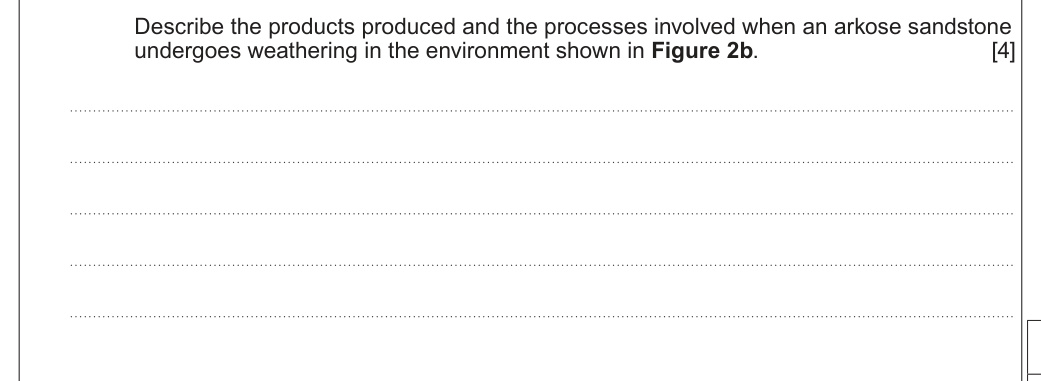 Describe the products produced and the processes involved when an arkose sandstone
undergoes weathering in the environment shown in Figure 2b. [4]